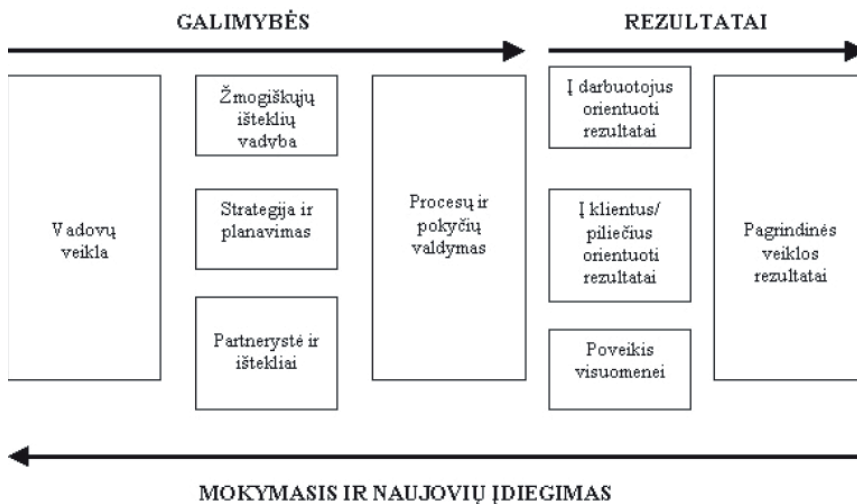 GALIMYBĖS
REZULTATAI
Vadovų
veikla
Žmogiškųjų
išteklių
vadyba
Strategija ir
planavimas
Partnerystė ir
ištekliai
Procesų ir
pokyčių
valdymas
Į darbuotojus
orientuoti
rezultatai
Į klientus/
piliečius
orientuoti
rezultatai
Poveikis
visuomenei
Pagrindinės
veiklos
rezultatai
MOKYMASIS IR NAUJOVIŲ ĮDIEGIMAS